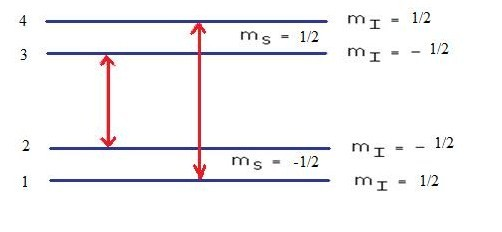 4 m_I = 1/2
m_s = 1/2
3 m_I = - 1/2
2 m_I = - 1/2
m_s = -1/2
1 m_I = 1/2